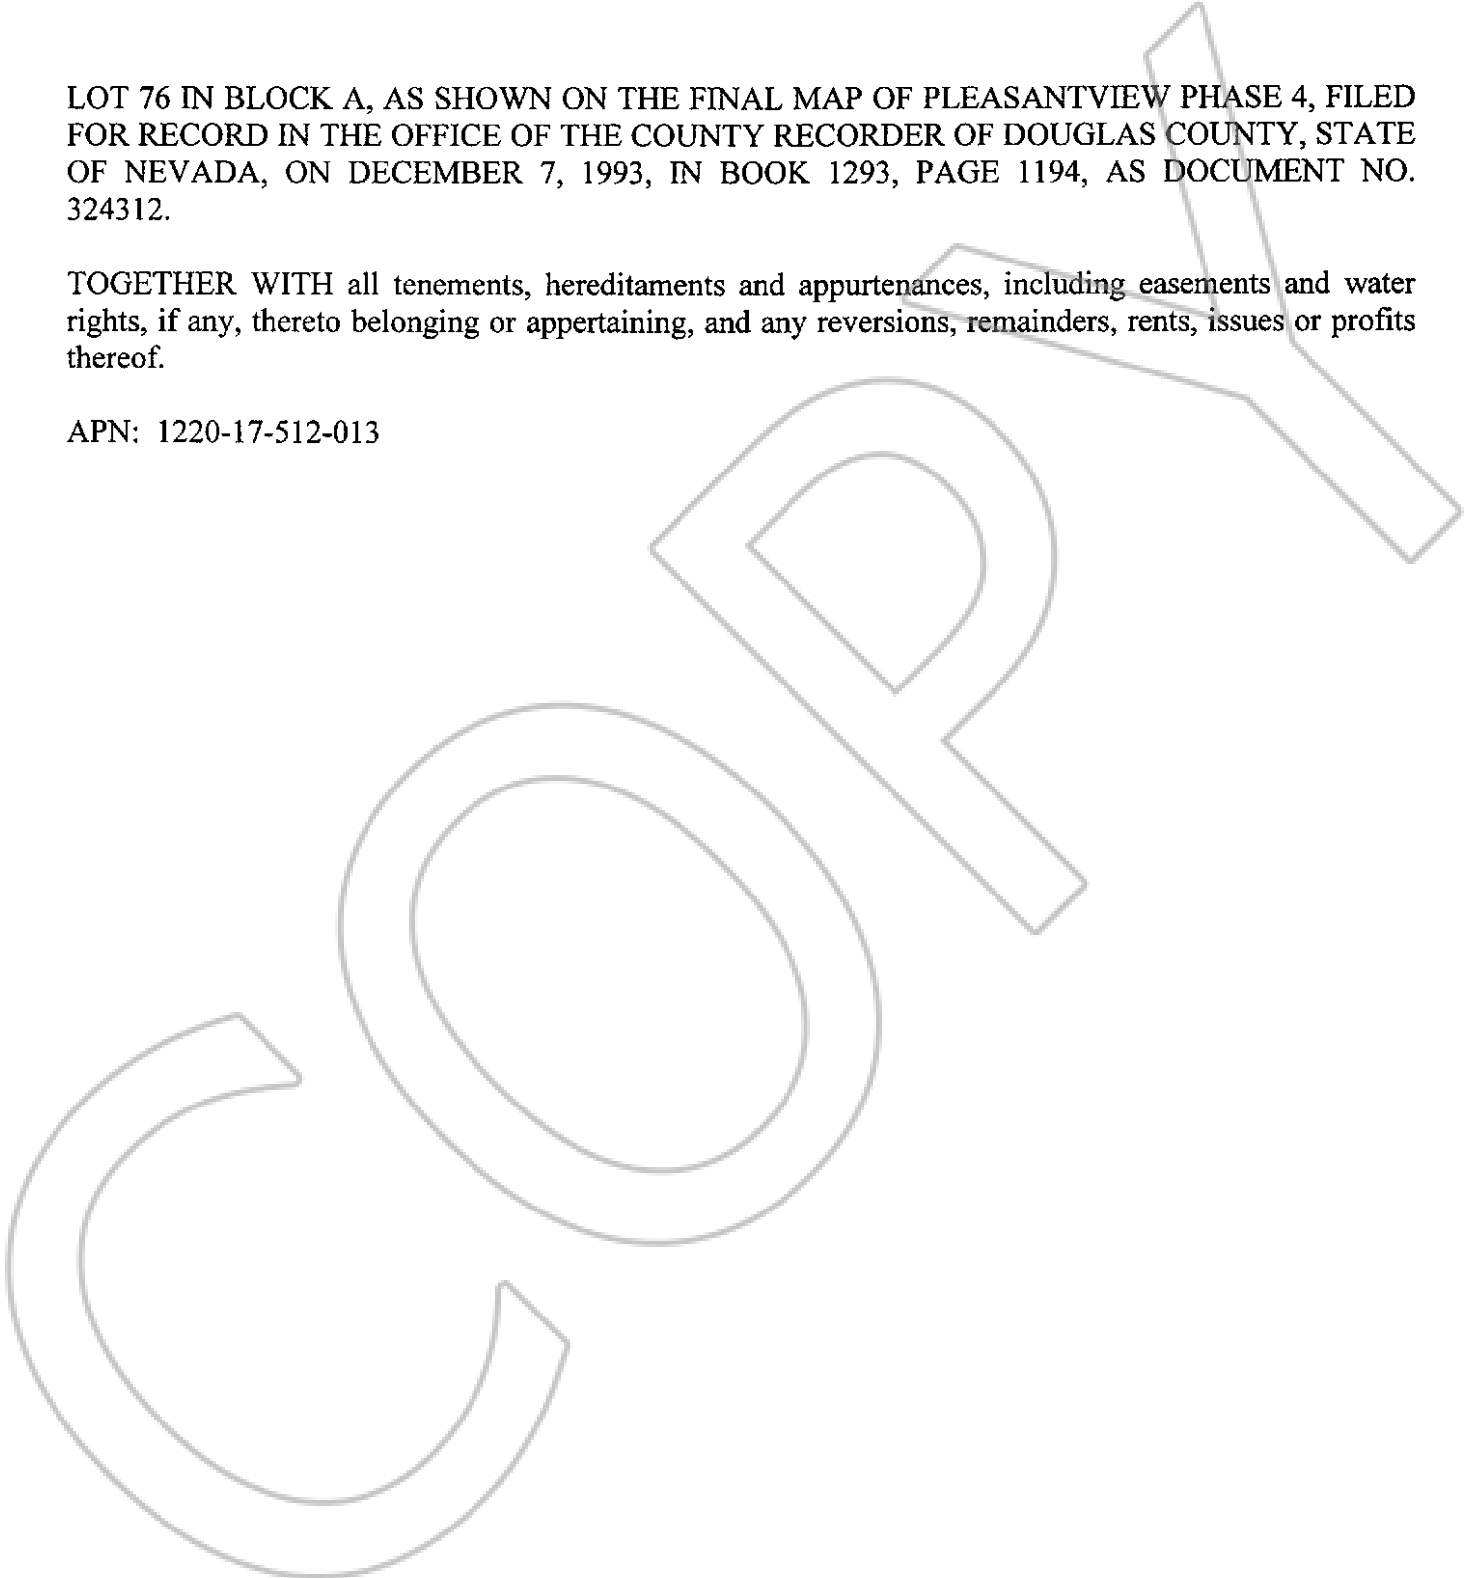 LOT 76 IN BLOCK A, AS SHOWN ON THE FINAL MAP OF PLEASANTVIEW PHASE 4, FILED
FOR RECORD IN THE OFFICE OF THE COUNTY RECORDER OF DOUGLAS COUNTY, STATE
OF NEVADA, ON DECEMBER 7, 1993, IN BOOK 1293, PAGE 1194, AS DOCUMENT NO.
324312.
TOGETHER WITH all tenements, hereditaments and appurtenances, including easements and water
rights, if any, thereto belonging or appertaining, and any reversions, remainders, rents, issues or profits
thereof.
APN: 1220-17-512-013
COPY